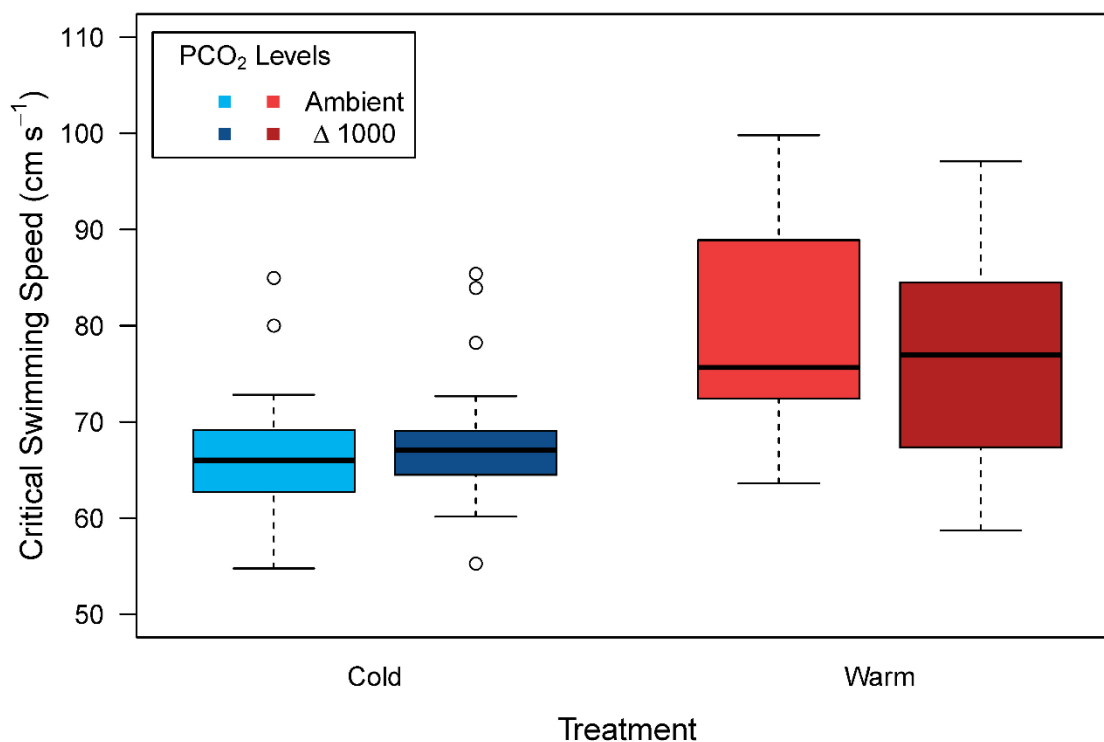 Critical Swimming Speed (cm s⁻¹)
110
100
90
80
70
60
50
PCO₂ Levels
Ambient
Δ 1000
Cold Warm
Treatment